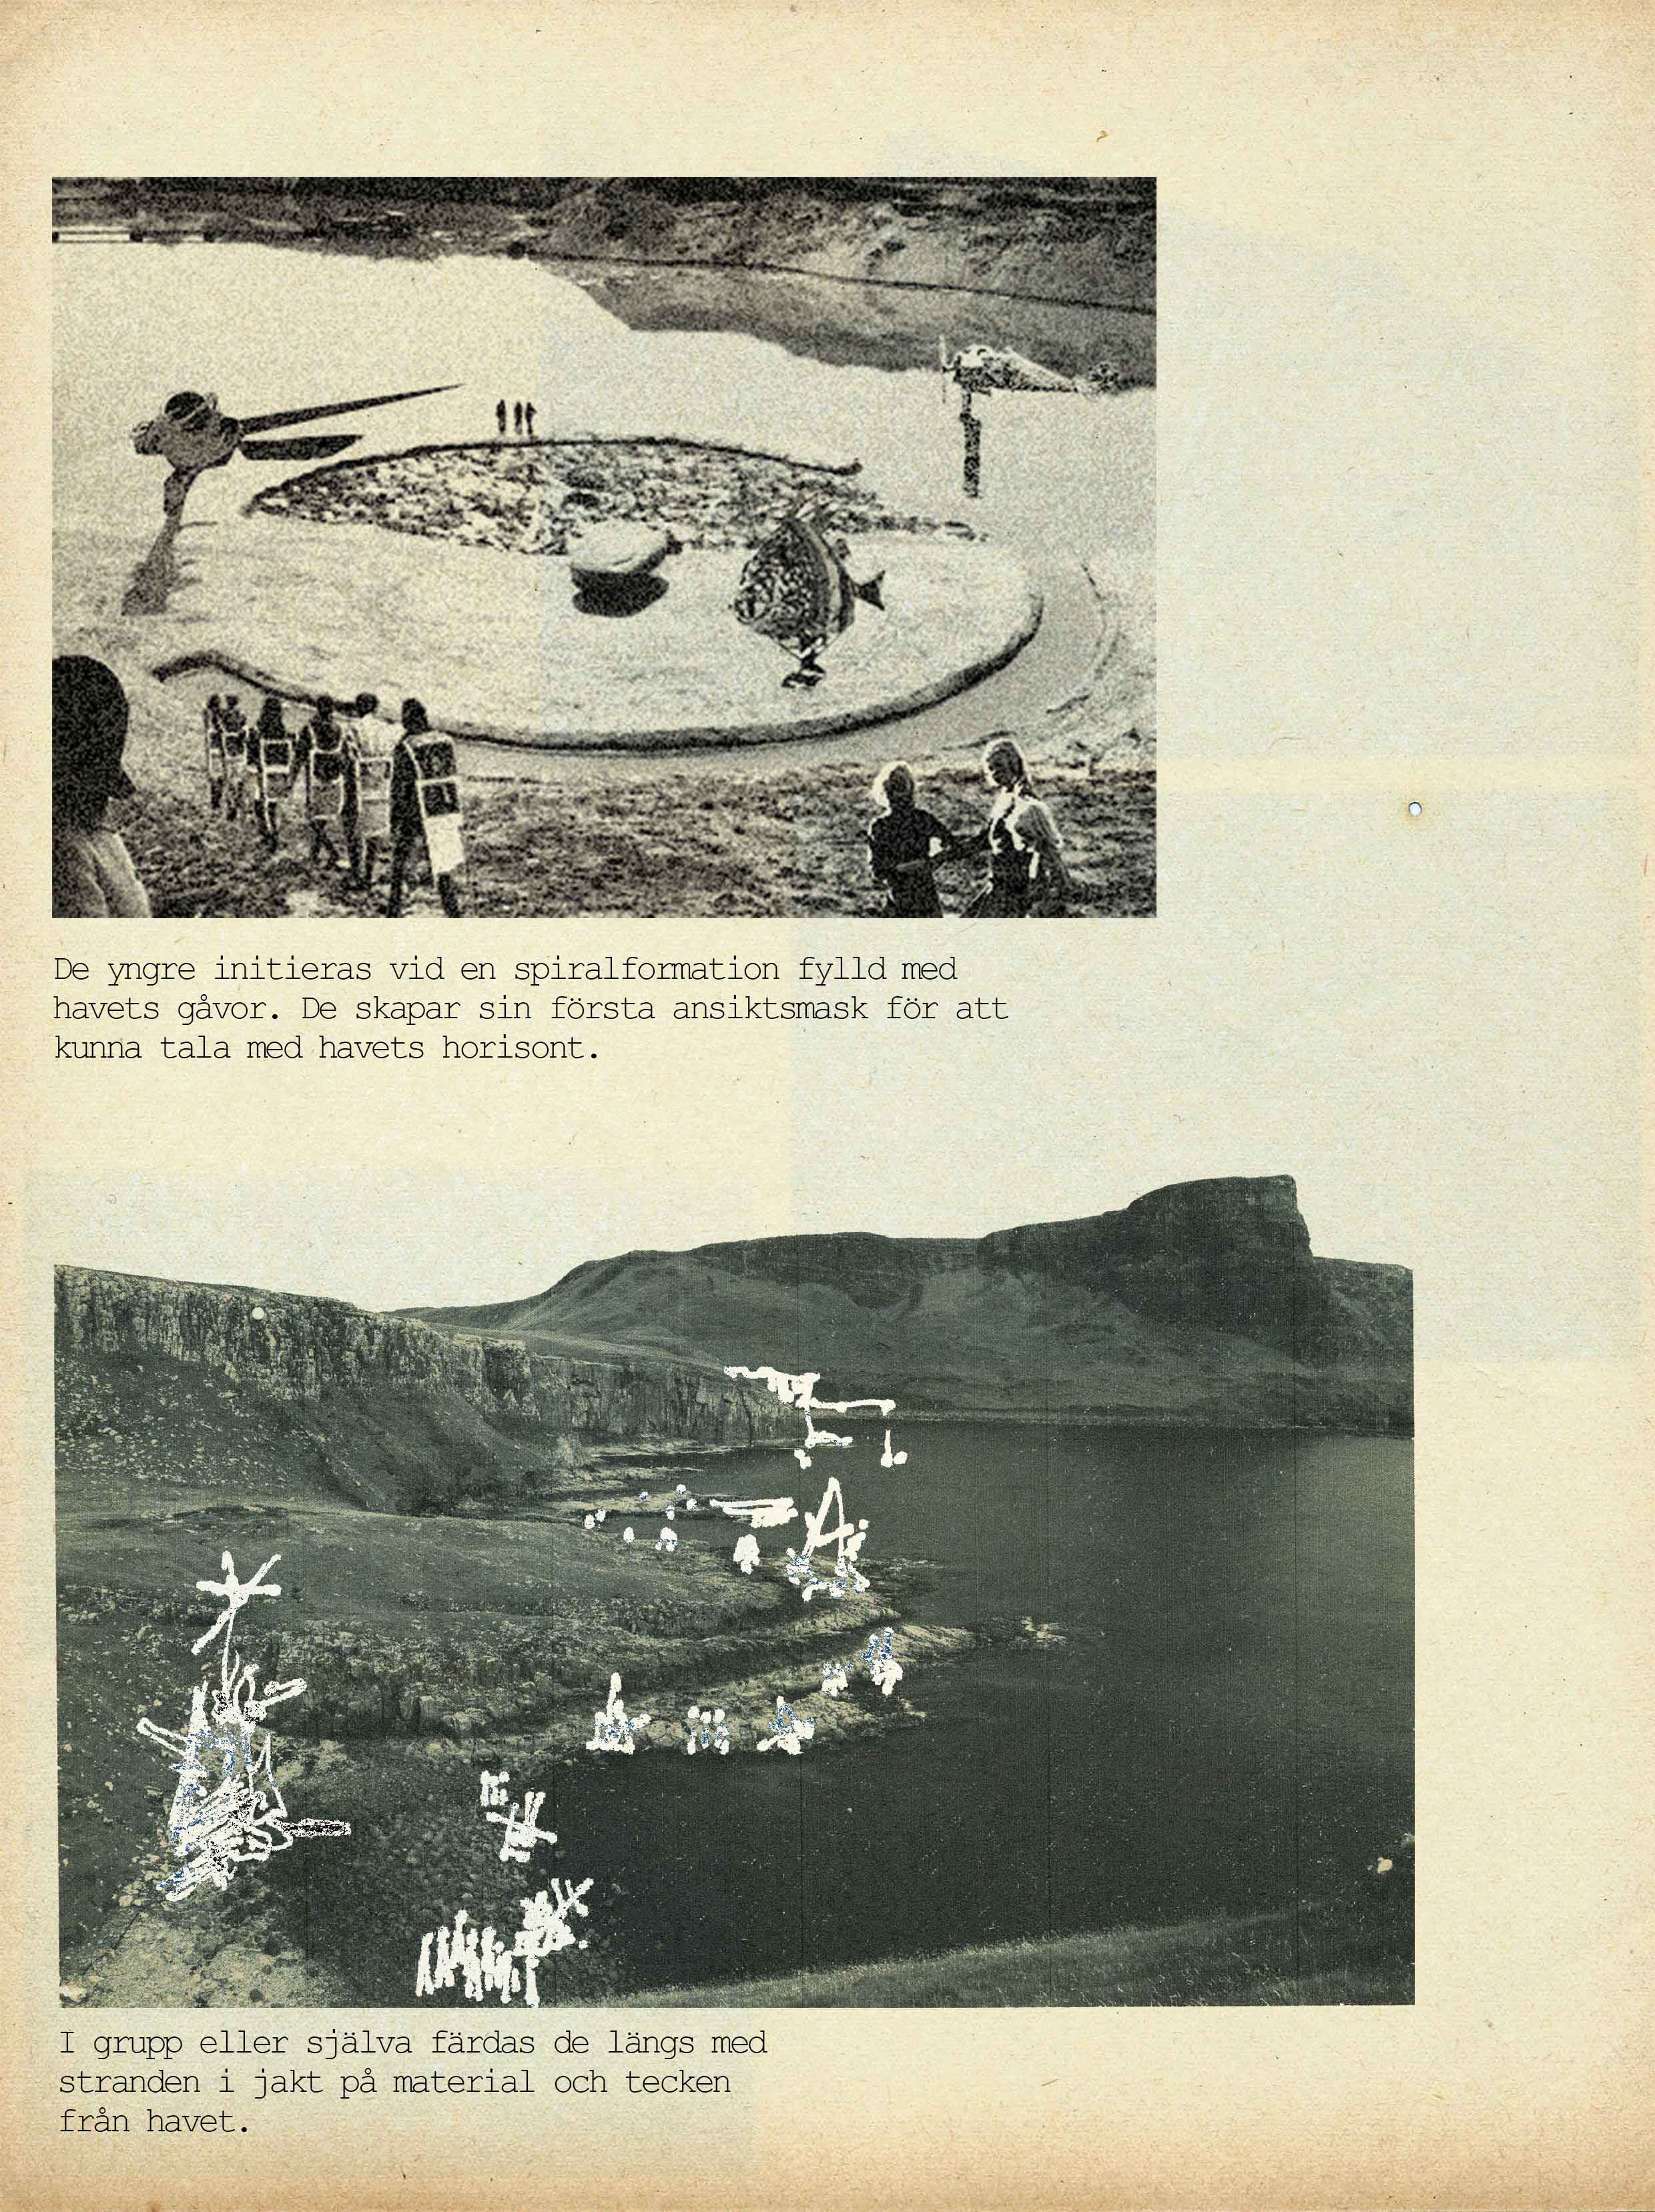 De yngre initieras vid en spiralformation fylld med
havets gåvor. De skapar sin första ansiktsmask för att
kunna tala med havets horisont.
I grupp eller själva färdas de längs med
stranden i jakt på material och tecken
från havet.